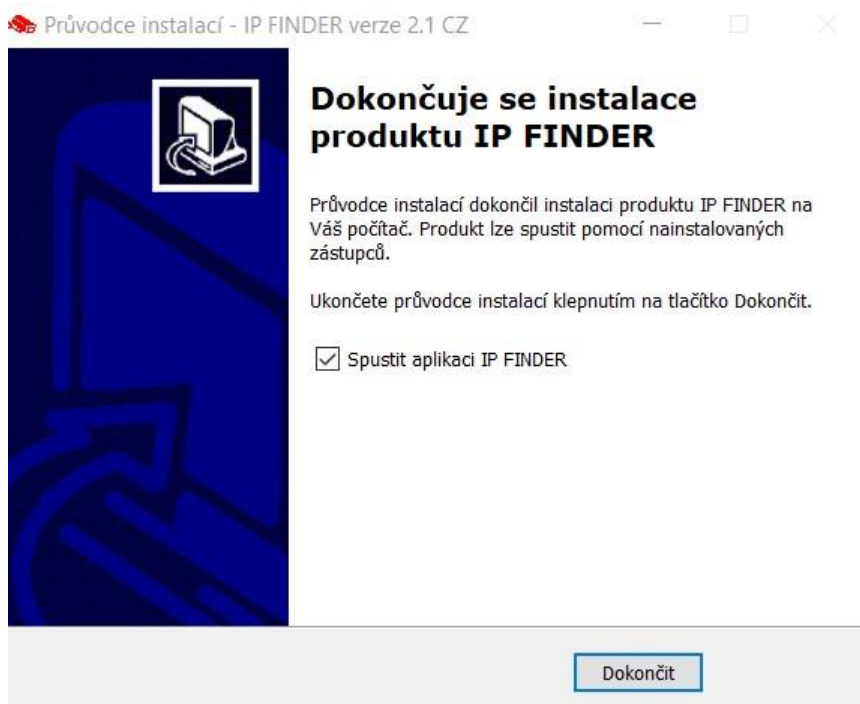 Průvodce instalací - IP FINDER verze 2.1 CZ
Dokončuje se instalace
produktu IP FINDER
Průvodce instalací dokončil instalaci produktu IP FINDER na
Váš počítač. Produkt lze spustit pomocí nainstalovaných
zástupců.
Ukončete průvodce instalací klepnutím na tlačítko Dokončit.
Spustit aplikaci IP FINDER
Dokončit